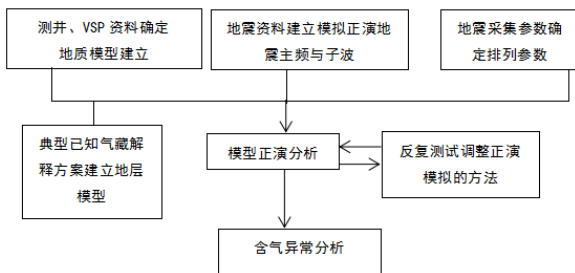 测井、VSP 资料确定
地质模型建立
地震资料建立模拟正演地
震主频与子波
地震采集参数确
定排列参数
典型已知气藏解
释方案建立地层
模型
模型正演分析
反复测试调整正演
模拟的方法
含气异常分析